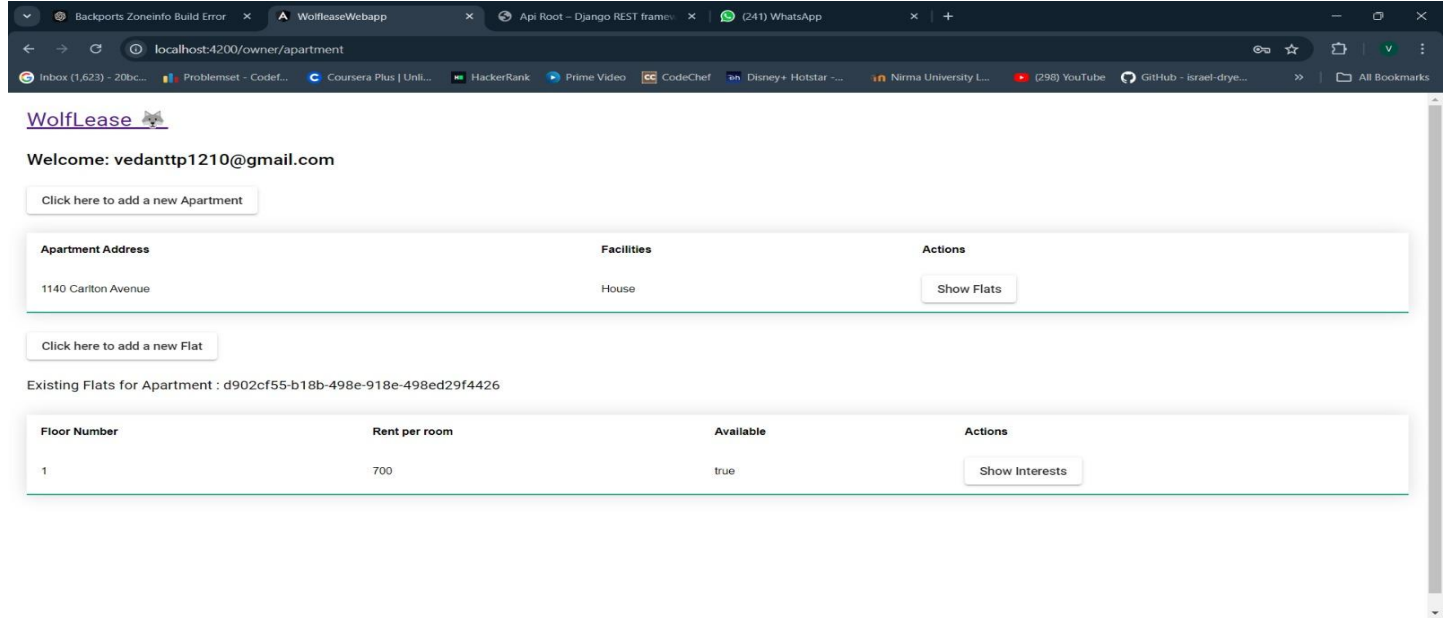 Backports Zoneinfo Build Error WolfleaseWebapp Api Root – Django REST framew (241) WhatsApp
localhost:4200/owner/apartment V
Inbox (1,623) - 20bc... Problemset - Codef... Coursera Plus | Unli... HackerRank Prime Video CodeChef Disney+ Hotstar -... Nirma University L... (298) YouTube GitHub - israel-drye... » All Bookmarks
WolfLease 🐺
Welcome: vedanttp1210@gmail.com
Click here to add a new Apartment
Apartment Address Facilities Actions
1140 Carlton Avenue House Show Flats
Click here to add a new Flat
Existing Flats for Apartment : d902cf55-b18b-498e-918e-498ed29f4426
Floor Number Rent per room Available Actions
1 700 true Show Interests